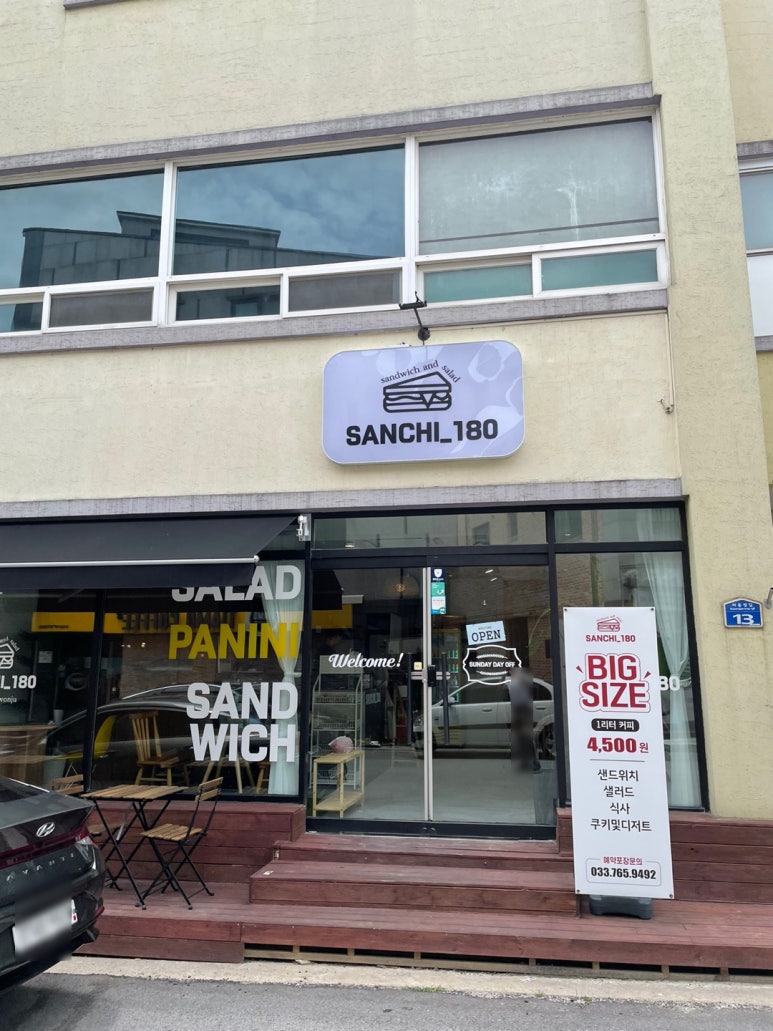 sandwich and salad
SANCHI_180
SALAD
PANINI
SAND
WICH
Welcome!
OPEN
SUNDAY DAY OFF
SANCHI_180
BIG
SIZE
1리터 커피
4,500원
샌드위치
샐러드
식사
쿠키및디저트
예약포장문의
033.765.9492
13